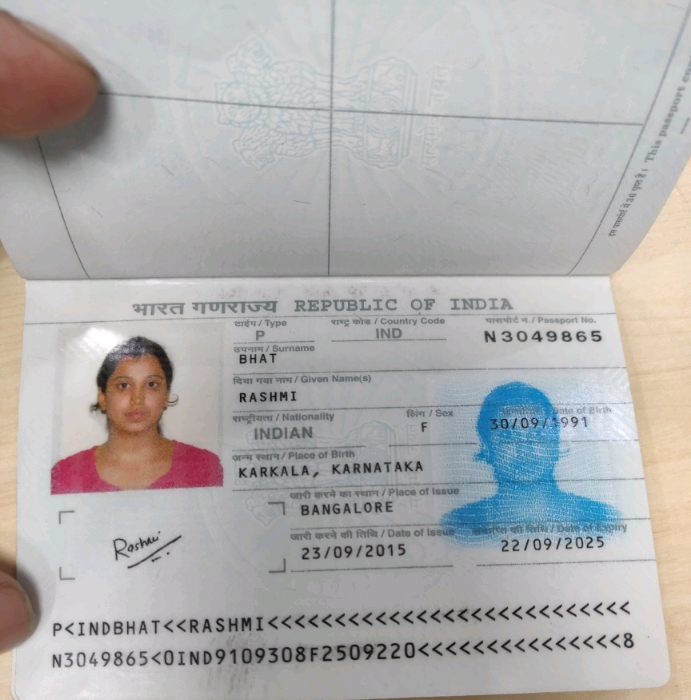 This passport con
भारत गणराज्य REPUBLIC OF INDIA
टाईप / Type राष्ट्र कोड / Country Code पासपोर्ट नं. / Passport No.
P IND N3049865
उपनाम / Surname
BHAT
दिया गया नाम / Given Name(s)
RASHMI
राष्ट्रीयता / Nationality लिंग / Sex जन्मतिथि / Date of Birth
INDIAN F 30/09/1991
जन्म स्थान / Place of Birth
KARKALA, KARNATAKA
जारी करने का स्थान / Place of Issue
BANGALORE
जारी करने की तिथि / Date of Issue समाप्ति की तिथि / Date of Expiry
23/09/2015 22/09/2025
Rashmi
P<INDBHAT<<RASHMI<<<<<<<<<<<<<<<<<<<<<<<<<<<
N3049865<0IND9109308F2509220<<<<<<<<<<<<<<<8